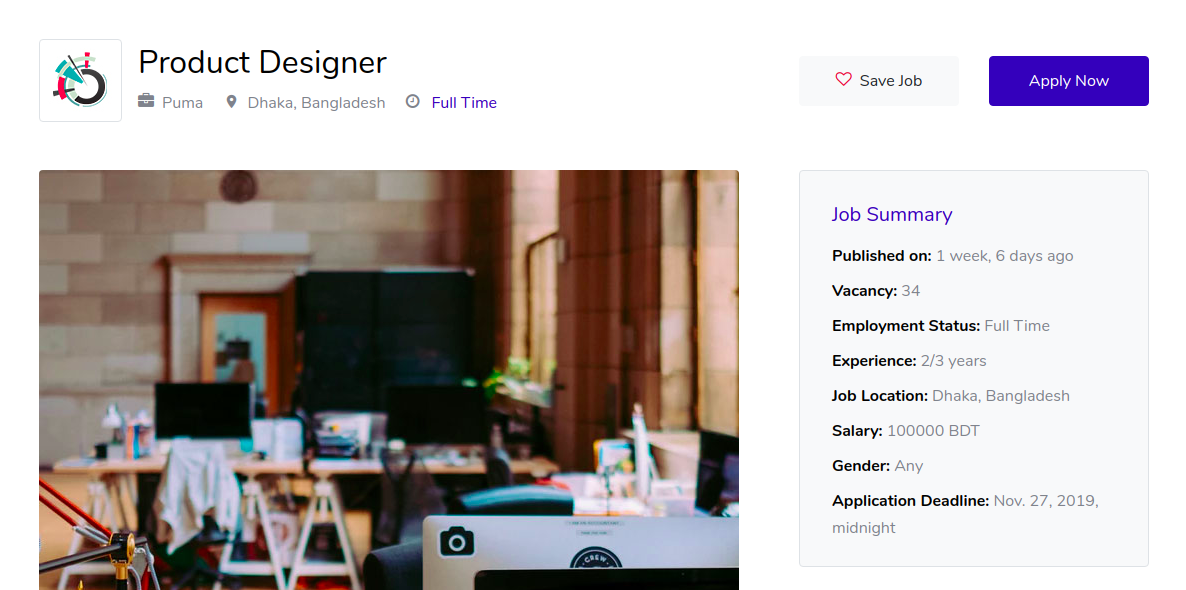 Product Designer
Puma Dhaka, Bangladesh Full Time
Save Job
Apply Now
Job Summary
Published on: 1 week, 6 days ago
Vacancy: 34
Employment Status: Full Time
Experience: 2/3 years
Job Location: Dhaka, Bangladesh
Salary: 100000 BDT
Gender: Any
Application Deadline: Nov. 27, 2019,
midnight
CREW